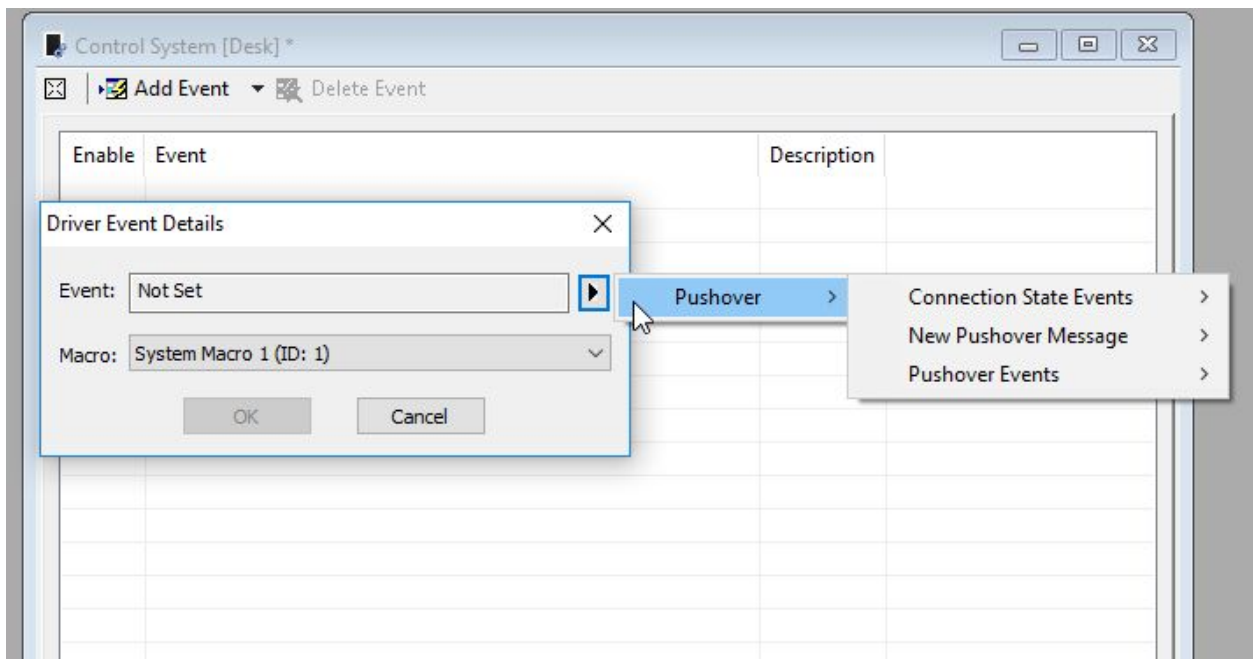 Control System [Desk] *
Add Event Delete Event
Enable Event Description
Driver Event Details
Event: Not Set
Pushover
Connection State Events
New Pushover Message
Pushover Events
Macro: System Macro 1 (ID: 1)
OK Cancel